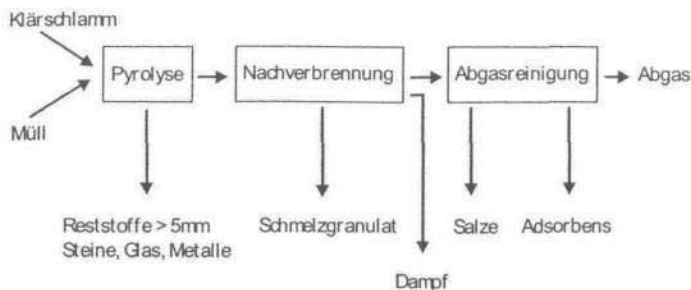 Klärschlamm
Müll
Pyrolyse
Nachverbrennung
Abgasreinigung
Abgas
Reststoffe > 5mm
Steine, Glas, Metalle
Schmelzgranulat
Dampf
Salze
Adsorbens